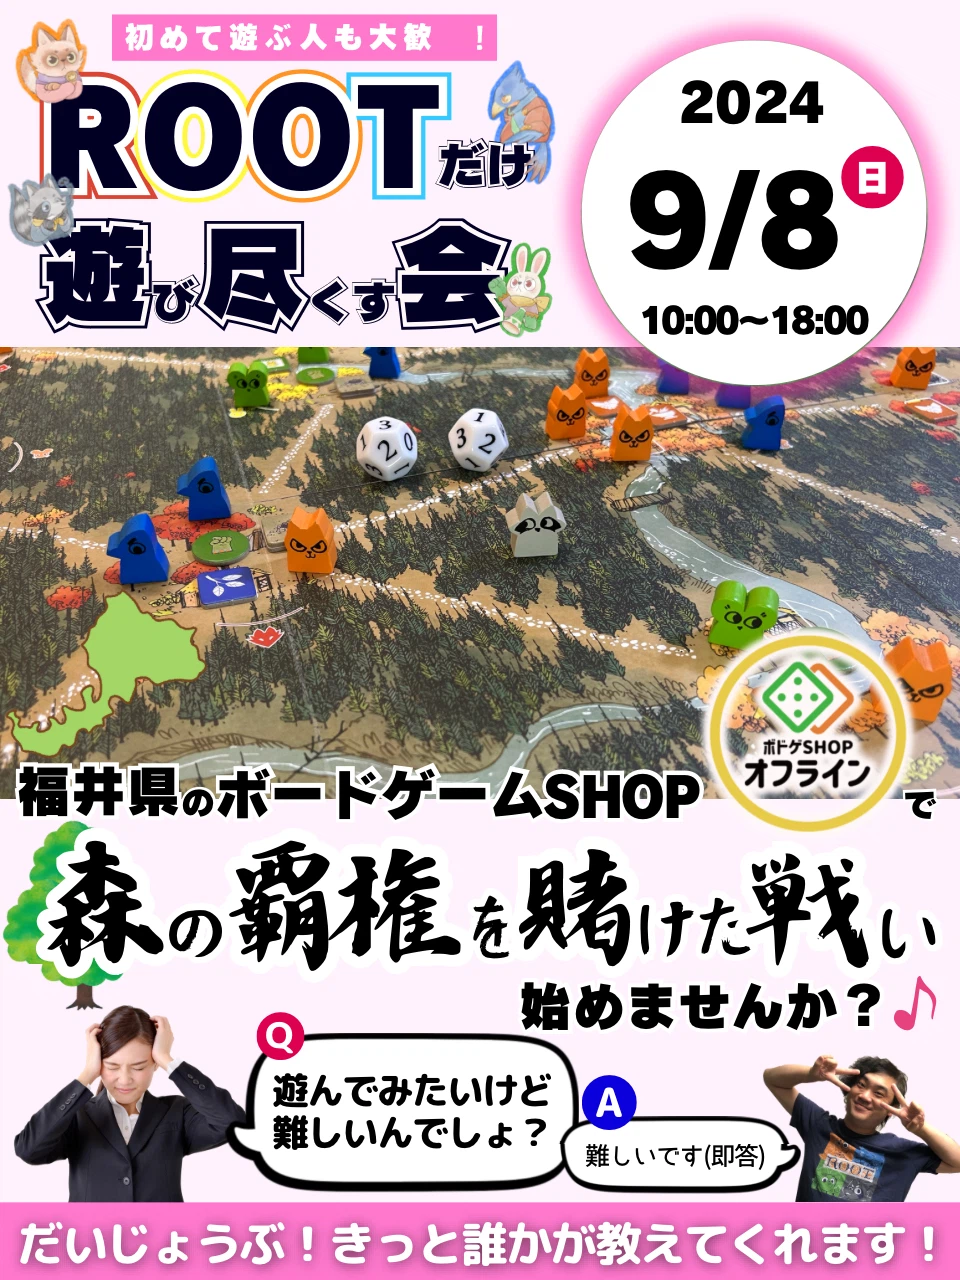 初めて遊ぶ人も大歓 !
ROOTだけ
遊び尽くす会
2024
9/8 日
10:00〜18:00
ボドゲSHOP
オフライン
福井県のボードゲームSHOP で
森の覇権を賭けた戦い
始めませんか？
Q
遊んでみたいけど
難しいんでしょ？
A
難しいです(即答)
ROOT
だいじょうぶ！きっと誰かが教えてくれます！